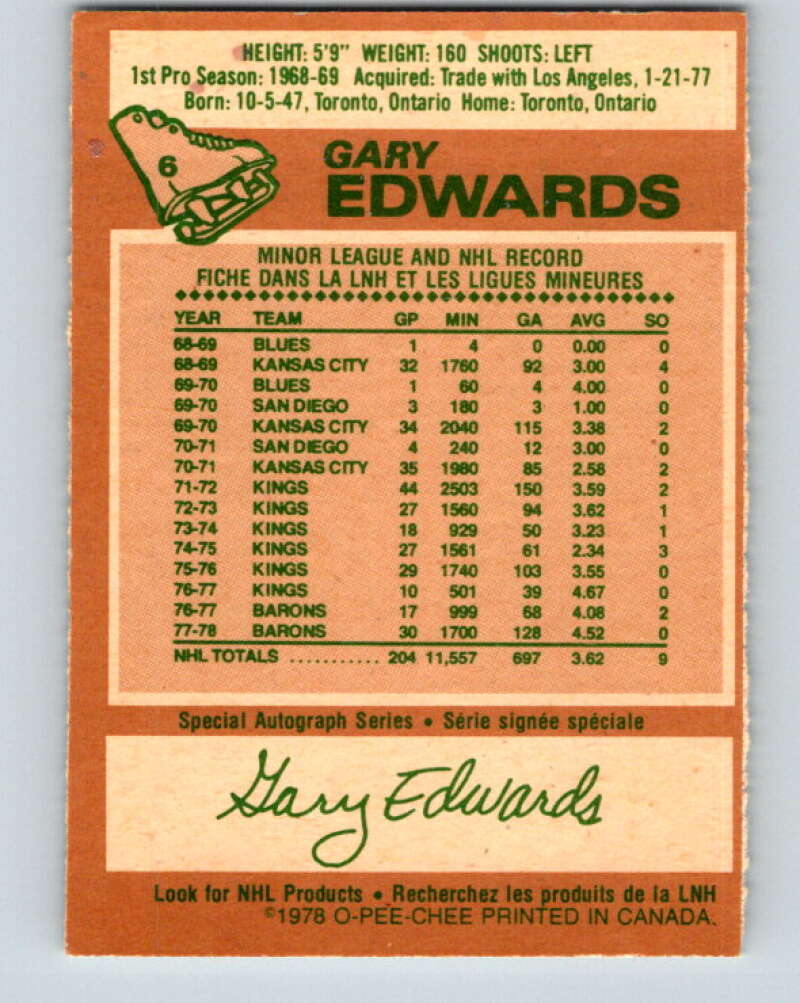 HEIGHT: 5'9" WEIGHT: 160 SHOOTS: LEFT
1st Pro Season: 1968-69 Acquired: Trade with Los Angeles, 1-21-77
Born: 10-5-47, Toronto, Ontario Home: Toronto, Ontario
6
GARY
EDWARDS
MINOR LEAGUE AND NHL RECORD
FICHE DANS LA LNH ET LES LIGUES MINEURES
YEAR TEAM GP MIN GA AVG SO
68-69 BLUES 1 4 0 0.00 0
68-69 KANSAS CITY 32 1760 92 3.00 4
69-70 BLUES 1 60 4 4.00 0
69-70 SAN DIEGO 3 180 3 1.00 0
69-70 KANSAS CITY 34 2040 115 3.38 2
70-71 SAN DIEGO 4 240 12 3.00 0
70-71 KANSAS CITY 35 1980 85 2.58 2
71-72 KINGS 44 2503 150 3.59 2
72-73 KINGS 27 1560 94 3.62 1
73-74 KINGS 18 929 50 3.23 1
74-75 KINGS 27 1561 61 2.34 3
75-76 KINGS 29 1740 103 3.55 0
76-77 KINGS 10 501 39 4.67 0
76-77 BARONS 17 999 68 4.08 2
77-78 BARONS 30 1700 128 4.52 0
NHL TOTALS ........... 204 11,557 697 3.62 9
Special Autograph Series • Série signée spéciale
Gary Edwards
Look for NHL Products • Recherchez les produits de la LNH
©1978 O-PEE-CHEE PRINTED IN CANADA.